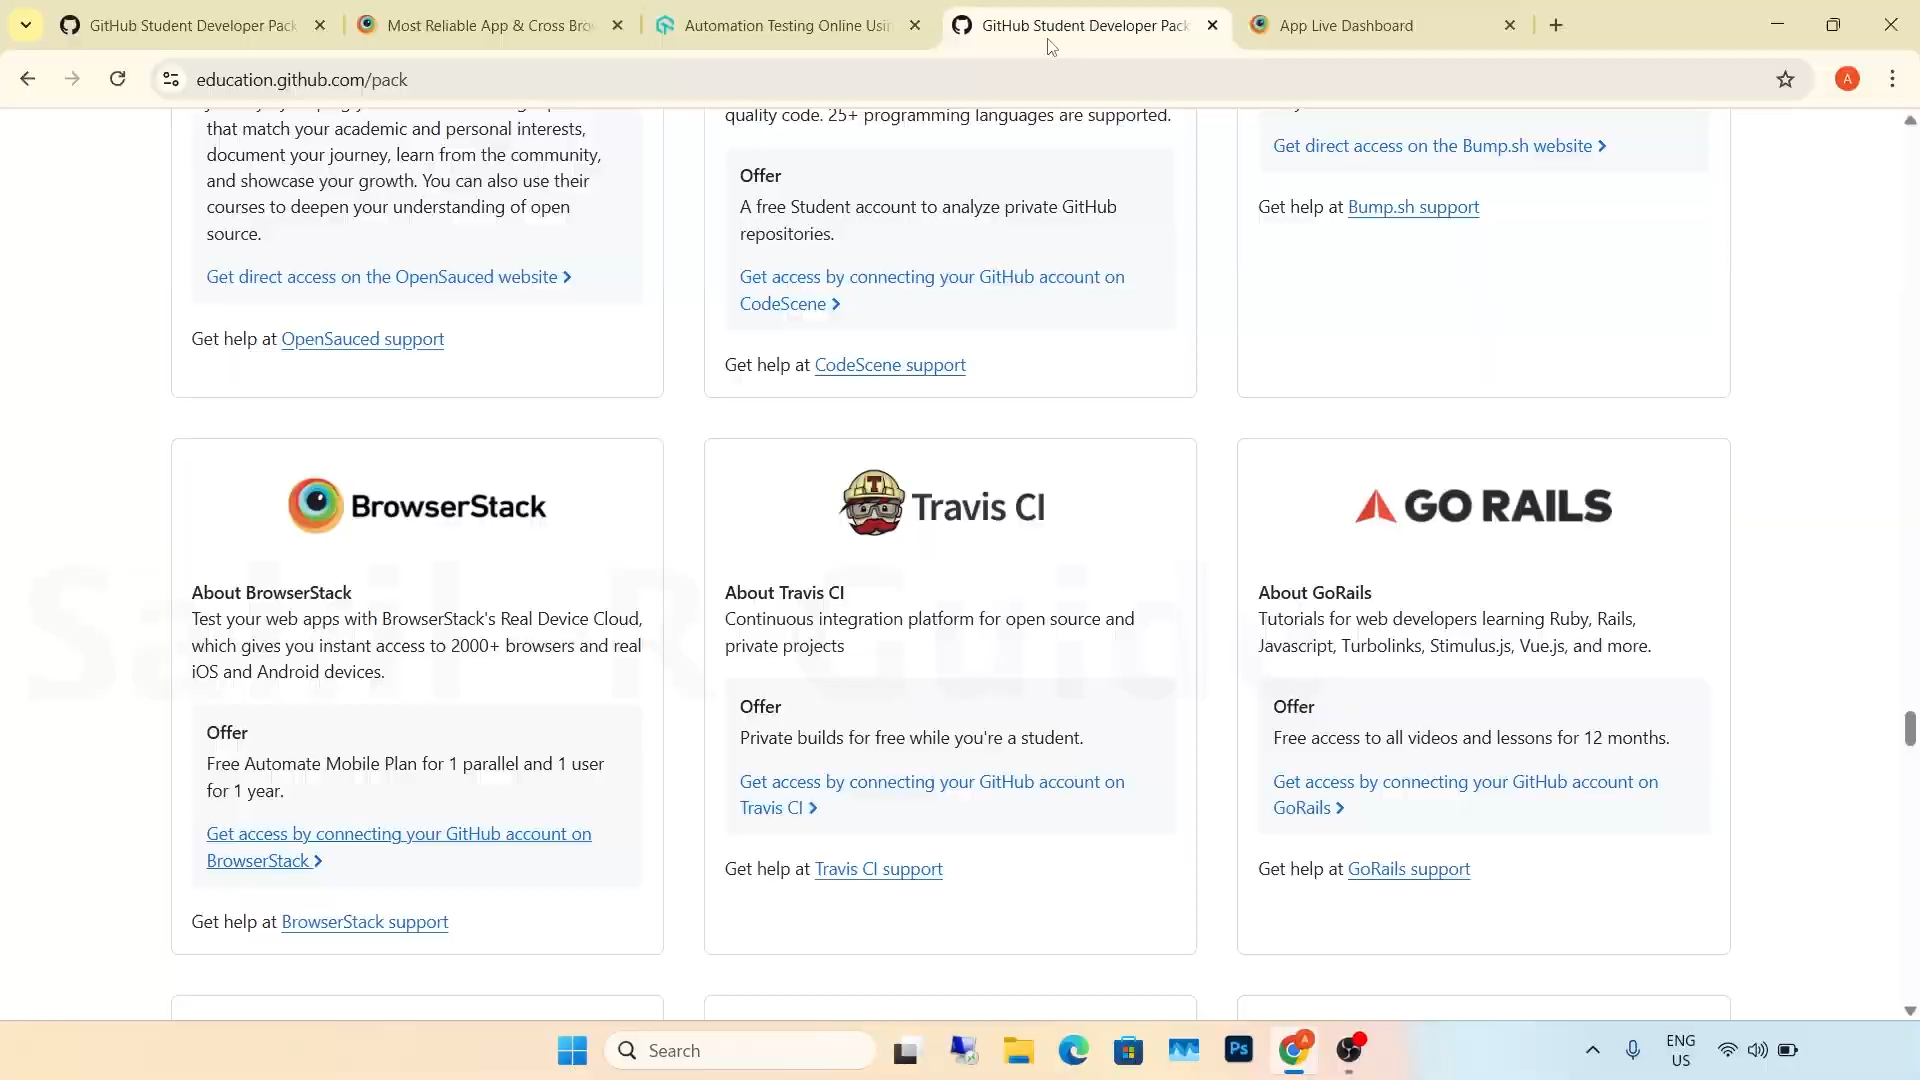 GitHub Student Developer Pack
Most Reliable App & Cross Bro
Automation Testing Online Usin
GitHub Student Developer Pack
App Live Dashboard
education.github.com/pack
A
that match your academic and personal interests,
document your journey, learn from the community,
and showcase your growth. You can also use their
courses to deepen your understanding of open
source.
Get direct access on the OpenSauced website
Get help at OpenSauced support
quality code. 25+ programming languages are supported.
Offer
A free Student account to analyze private GitHub
repositories.
Get access by connecting your GitHub account on
CodeScene
Get help at CodeScene support
Get direct access on the Bump.sh website
Get help at Bump.sh support
BrowserStack
About BrowserStack
Test your web apps with BrowserStack's Real Device Cloud,
which gives you instant access to 2000+ browsers and real
iOS and Android devices.
Offer
Free Automate Mobile Plan for 1 parallel and 1 user
for 1 year.
Get access by connecting your GitHub account on
BrowserStack
Get help at BrowserStack support
Travis CI
About Travis CI
Continuous integration platform for open source and
private projects
Offer
Private builds for free while you're a student.
Get access by connecting your GitHub account on
Travis CI
Get help at Travis CI support
GO RAILS
About GoRails
Tutorials for web developers learning Ruby, Rails,
Javascript, Turbolinks, Stimulus.js, Vue.js, and more.
Offer
Free access to all videos and lessons for 12 months.
Get access by connecting your GitHub account on
GoRails
Get help at GoRails support
Search
Ps
A
ENG
US